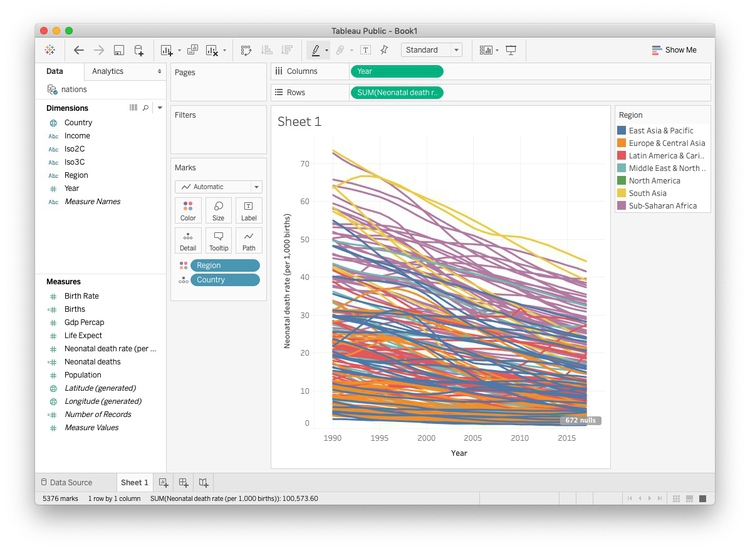 Tableau Public - Book1
Standard
Show Me
Data
Analytics
nations
Dimensions
Country
Abc Income
Abc Iso2C
Abc Iso3C
Abc Region
Year
Abc Measure Names
Measures
Birth Rate
Births
Gdp Percap
Life Expect
Neonatal death rate (per ...
Neonatal deaths
Population
Latitude (generated)
Longitude (generated)
Number of Records
Measure Values
Pages
Filters
Marks
Automatic
Color
Size
Label
Detail
Tooltip
Path
Region
Country
Columns
Year
Rows
SUM(Neonatal death r..
Sheet 1
Neonatal death rate (per 1,000 births)
70
60
50
40
30
20
10
0
672 nulls
1990
1995
2000
2005
2010
2015
Year
Region
East Asia & Pacific
Europe & Central Asia
Latin America & Cari..
Middle East & North ..
North America
South Asia
Sub-Saharan Africa
Data Source
Sheet 1
5376 marks
1 row by 1 column
SUM(Neonatal death rate (per 1,000 births)): 100,573.60